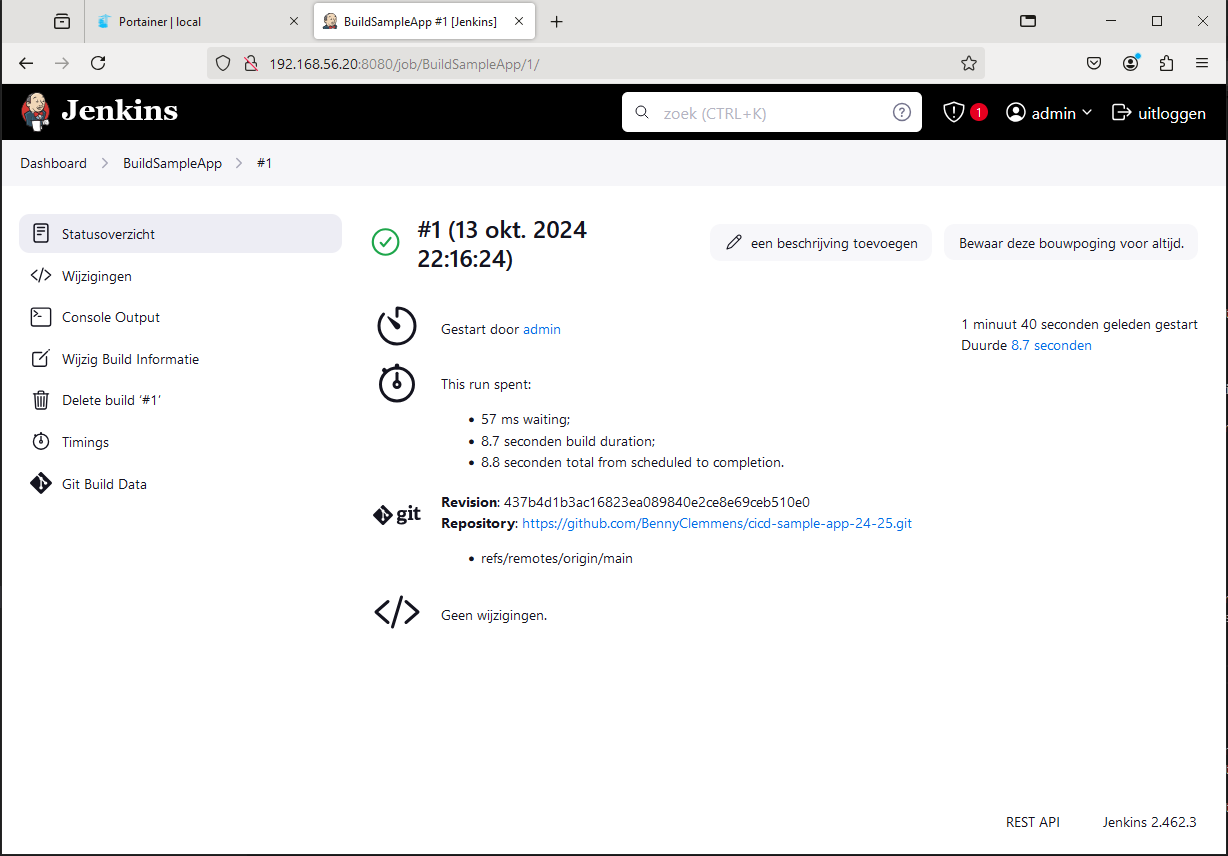 Portainer | local
BuildSampleApp #1 [Jenkins]
192.168.56.20:8080/job/BuildSampleApp/1/
Jenkins
zoek (CTRL+K)
1
admin
uitloggen
Dashboard
BuildSampleApp
#1
Statusoverzicht
Wijzigingen
Console Output
Wijzig Build Informatie
Delete build ‘#1’
Timings
Git Build Data
#1 (13 okt. 2024
22:16:24)
een beschrijving toevoegen
Bewaar deze bouwpoging voor altijd.
Gestart door admin
1 minuut 40 seconden geleden gestart
Duurde 8.7 seconden
This run spent:
• 57 ms waiting;
• 8.7 seconden build duration;
• 8.8 seconden total from scheduled to completion.
git
Revision: 437b4d1b3ac16823ea089840e2ce8e69ceb510e0
Repository: https://github.com/BennyClemmens/cicd-sample-app-24-25.git
• refs/remotes/origin/main
Geen wijzigingen.
REST API
Jenkins 2.462.3